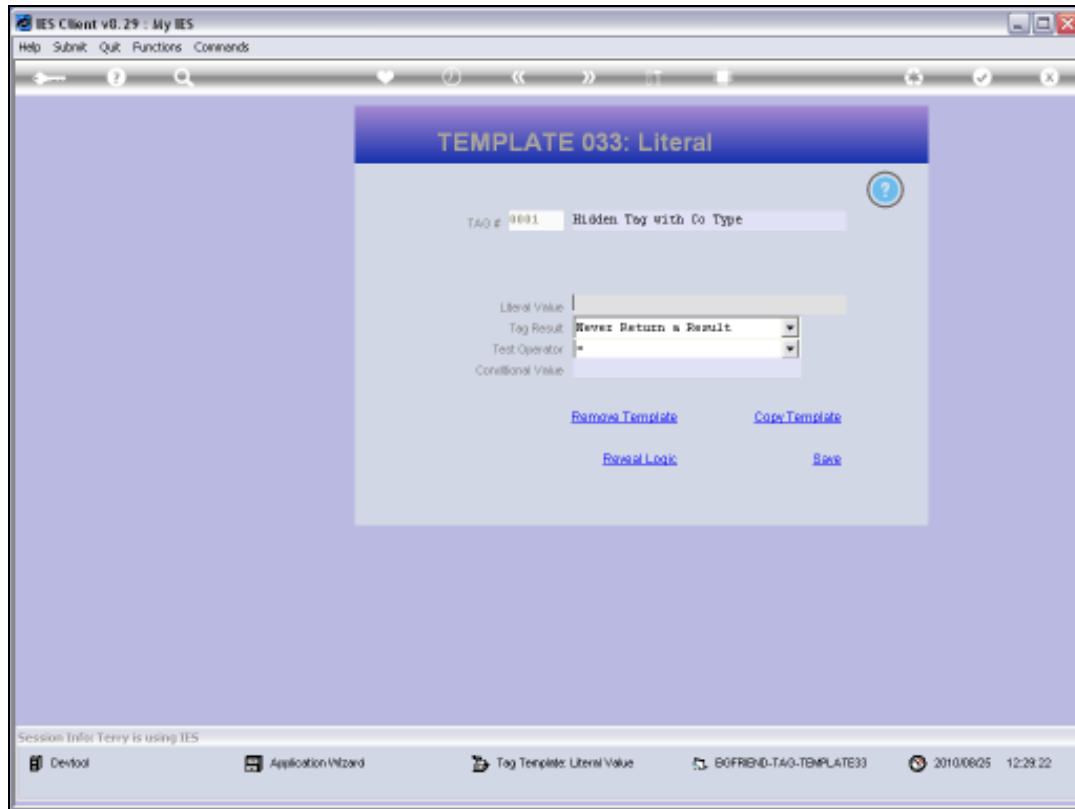 IES Client v8.29 : My IES
Help Submit Quit Functions Commands
TEMPLATE 033: Literal
TAG # 0001 Hidden Tag with Co Type
Literal Value
Tag Result Never Return a Result
Test Operator =
Conditional Value
Remove Template Copy Template
Reveal Logic Save
Session Info: Terry is using IES
Devtool Application Wizard Tag Template: Literal Value BGFRIEND-TAG-TEMPLATE33 2010/08/25 12:29:22